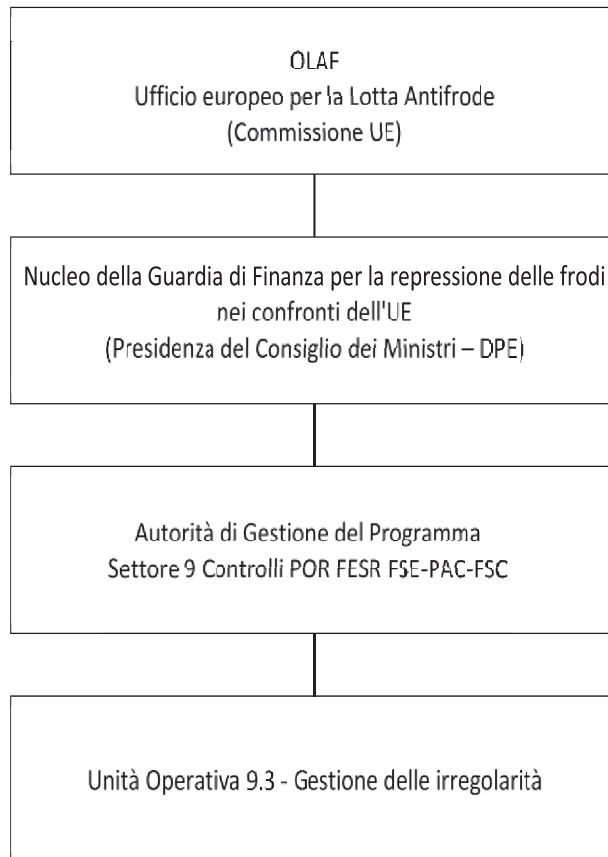 OLAF
Ufficio europeo per la Lotta Antifrode
(Commissione UE)
Nucleo della Guardia di Finanza per la repressione delle frodi
nei confronti dell'UE
(Presidenza del Consiglio dei Ministri – DPE)
Autorità di Gestione del Programma
Settore 9 Controlli POR FESR FSE-PAC-FSC
Unità Operativa 9.3 - Gestione delle irregolarità